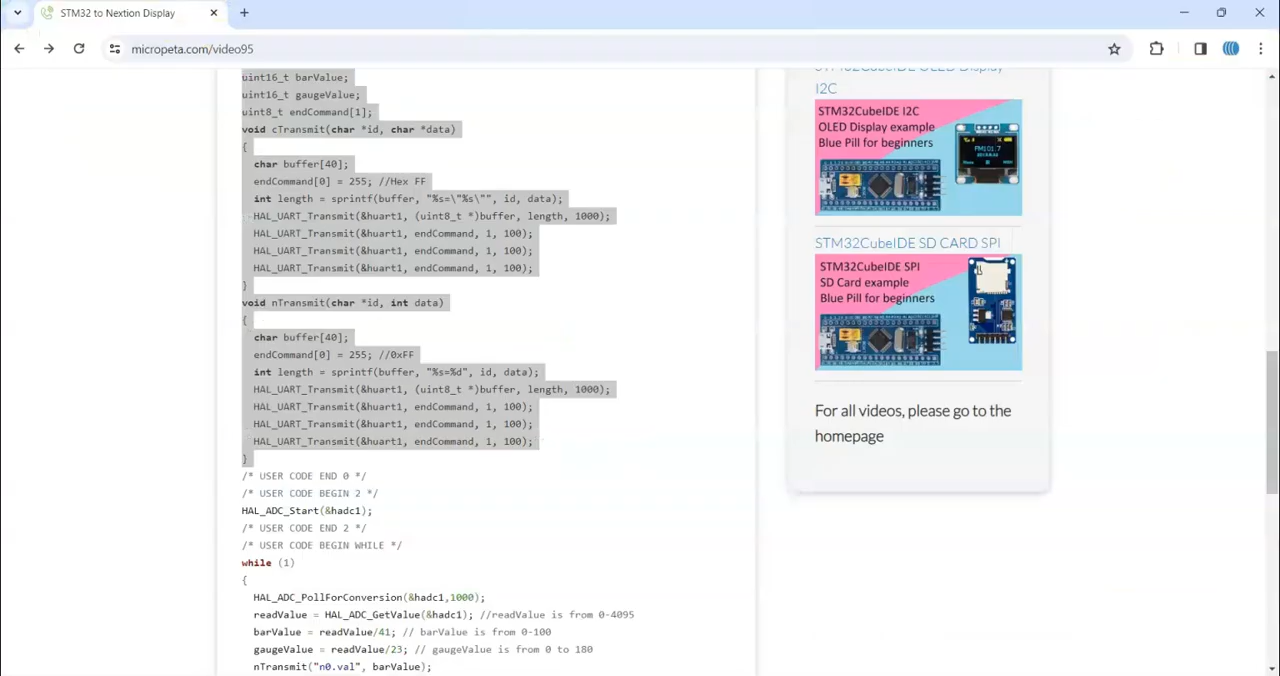 STM32 to Nextion Display
micropeta.com/video95
uint16_t barValue;
uint16_t gaugeValue;
uint8_t endCommand[1];
void cTransmit(char *id, char *data)
{
char buffer[40];
endCommand[0] = 255; //Hex FF
int length = sprintf(buffer, "%s=\"%s\"", id, data);
HAL_UART_Transmit(&huart1, (uint8_t *)buffer, length, 1000);
HAL_UART_Transmit(&huart1, endCommand, 1, 100);
HAL_UART_Transmit(&huart1, endCommand, 1, 100);
HAL_UART_Transmit(&huart1, endCommand, 1, 100);
}
void nTransmit(char *id, int data)
{
char buffer[40];
endCommand[0] = 255; //0xFF
int length = sprintf(buffer, "%s=%d", id, data);
HAL_UART_Transmit(&huart1, (uint8_t *)buffer, length, 1000);
HAL_UART_Transmit(&huart1, endCommand, 1, 100);
HAL_UART_Transmit(&huart1, endCommand, 1, 100);
HAL_UART_Transmit(&huart1, endCommand, 1, 100);
}
/* USER CODE END 0 */
/* USER CODE BEGIN 2 */
HAL_ADC_Start(&hadc1);
/* USER CODE END 2 */
/* USER CODE BEGIN WHILE */
while (1)
{
HAL_ADC_PollForConversion(&hadc1,1000);
readValue = HAL_ADC_GetValue(&hadc1); //readValue is from 0-4095
barValue = readValue/41; // barValue is from 0-100
gaugeValue = readValue/23; // gaugeValue is from 0 to 180
nTransmit("n0.val", barValue);
STM32CubeIDE OLED Display
I2C
STM32CubeIDE I2C
OLED Display example
Blue Pill for beginners
STM32CubeIDE SD CARD SPI
STM32CubeIDE SPI
SD Card example
Blue Pill for beginners
For all videos, please go to the
homepage